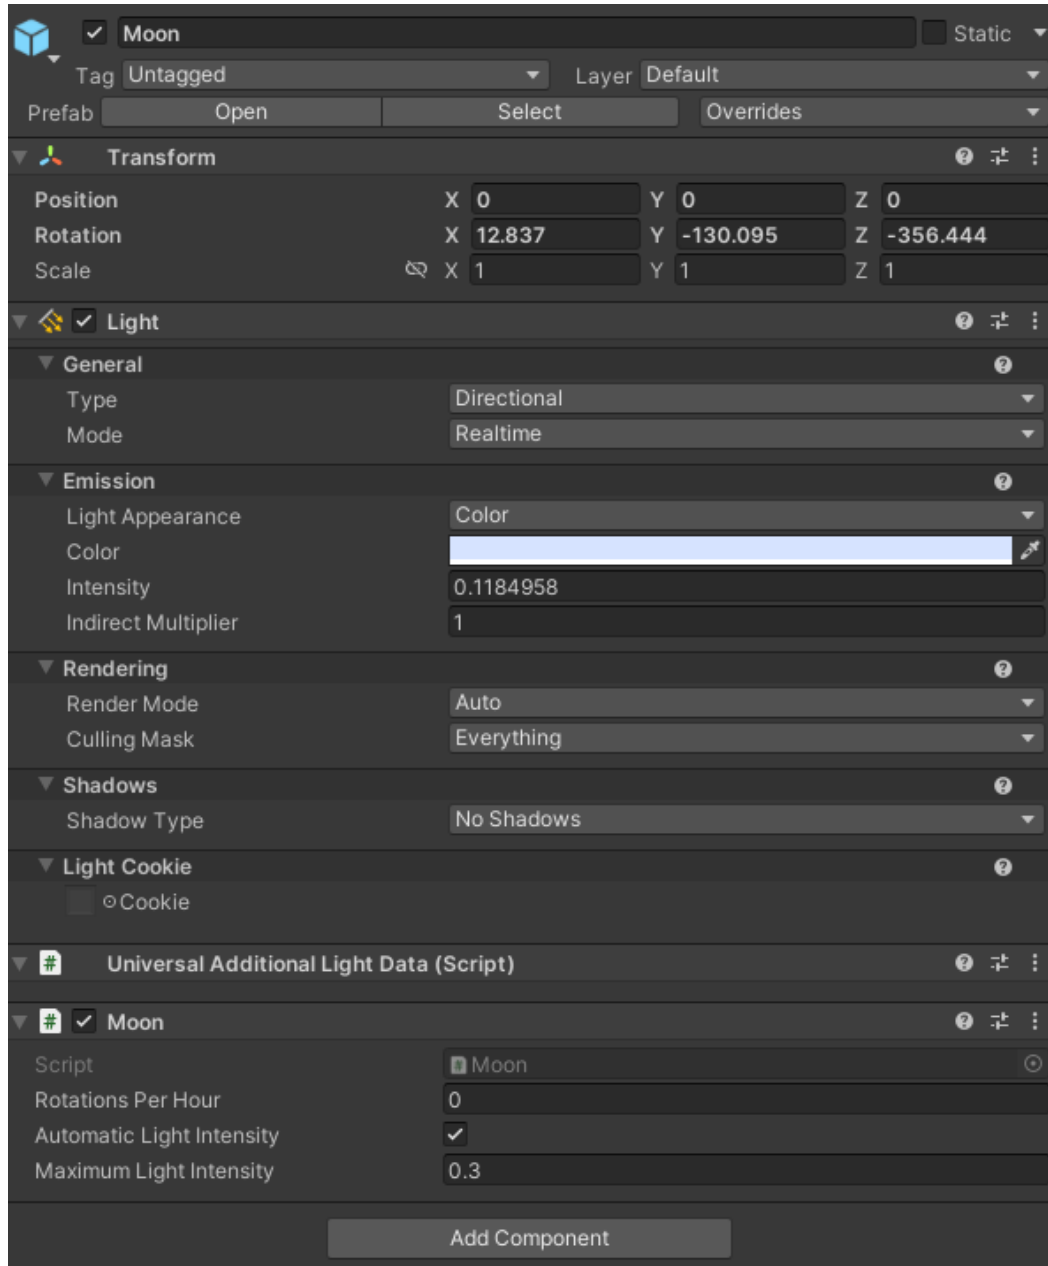 Moon Static
Tag Untagged Layer Default
Prefab Open Select Overrides
Transform
Position X 0 Y 0 Z 0
Rotation X 12.837 Y -130.095 Z -356.444
Scale X 1 Y 1 Z 1
Light
General
Type Directional
Mode Realtime
Emission
Light Appearance Color
Color
Intensity 0.1184958
Indirect Multiplier 1
Rendering
Render Mode Auto
Culling Mask Everything
Shadows
Shadow Type No Shadows
Light Cookie
Cookie
# Universal Additional Light Data (Script)
# Moon
Script Moon
Rotations Per Hour 0
Automatic Light Intensity
Maximum Light Intensity 0.3
Add Component